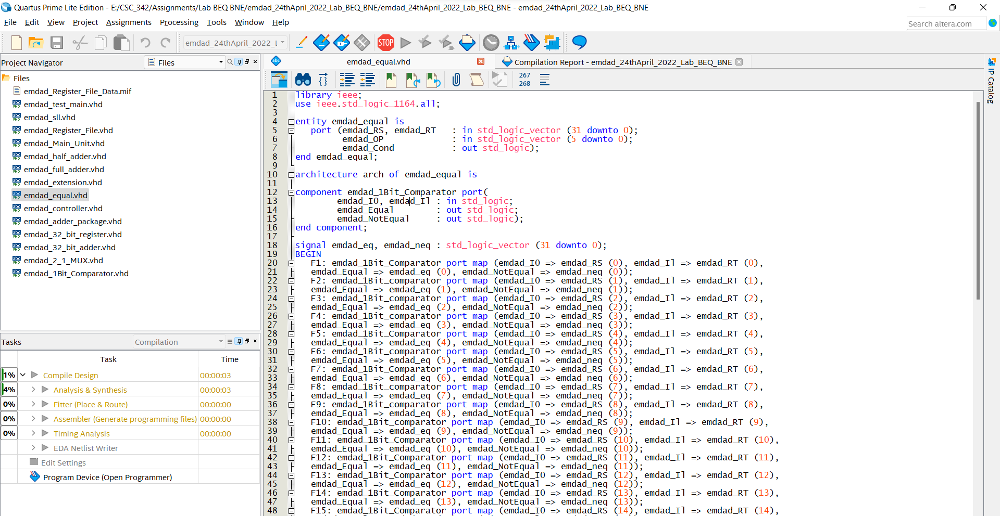 Quartus Prime Lite Edition - E:/CSC_342/Assignments/Lab BEQ BNE/emdad_24thApril_2022_Lab_BEQ_BNE/emdad_24thApril_2022_Lab_BEQ_BNE - emdad_24thApril_2022_Lab_BEQ_BNE
File Edit View Project Assignments Processing Tools Window Help
Search altera.com
emdad_24thApril_2022_L
STOP
Project Navigator
Files
Files
emdad_Register_File_Data.mif
emdad_test_main.vhd
emdad_sll.vhd
emdad_Register_File.vhd
emdad_Main_Unit.vhd
emdad_half_adder.vhd
emdad_full_adder.vhd
emdad_extension.vhd
emdad_equal.vhd
emdad_controller.vhd
emdad_adder_package.vhd
emdad_32_bit_register.vhd
emdad_32_bit_adder.vhd
emdad_2_1_MUX.vhd
emdad_1Bit_Comparator.vhd
Tasks
Compilation
Task Time
1% Compile Design 00:00:03
4% Analysis & Synthesis 00:00:03
0% Fitter (Place & Route) 00:00:00
0% Assembler (Generate programming files) 00:00:00
0% Timing Analysis 00:00:00
EDA Netlist Writer
Edit Settings
Program Device (Open Programmer)
emdad_equal.vhd
Compilation Report - emdad_24thApril_2022_Lab_BEQ_BNE
267
268
IP Catalog
1 library ieee;
2 use ieee.std_logic_1164.all;
3
4 entity emdad_equal is
5 port (emdad_RS, emdad_RT : in std_logic_vector (31 downto 0);
6 emdad_OP : in std_logic_vector (5 downto 0);
7 emdad_Cond : out std_logic);
8 end emdad_equal;
9
10 architecture arch of emdad_equal is
11
12 component emdad_1Bit_Comparator port(
13 emdad_I0, emdad_Il : in std_logic;
14 emdad_Equal : out std_logic;
15 emdad_NotEqual : out std_logic);
16 end component;
17
18 signal emdad_eq, emdad_neq : std_logic_vector (31 downto 0);
19 BEGIN
20 F1: emdad_1Bit_Comparator port map (emdad_I0 => emdad_RS (0), emdad_Il => emdad_RT (0),
21 emdad_Equal => emdad_eq (0), emdad_NotEqual => emdad_neq (0));
22 F2: emdad_1Bit_Comparator port map (emdad_I0 => emdad_RS (1), emdad_Il => emdad_RT (1),
23 emdad_Equal => emdad_eq (1), emdad_NotEqual => emdad_neq (1));
24 F3: emdad_1Bit_comparator port map (emdad_I0 => emdad_RS (2), emdad_Il => emdad_RT (2),
25 emdad_Equal => emdad_eq (2), emdad_NotEqual => emdad_neq (2));
26 F4: emdad_1Bit_comparator port map (emdad_I0 => emdad_RS (3), emdad_Il => emdad_RT (3),
27 emdad_Equal => emdad_eq (3), emdad_NotEqual => emdad_neq (3));
28 F5: emdad_1Bit_Comparator port map (emdad_I0 => emdad_RS (4), emdad_Il => emdad_RT (4),
29 emdad_Equal => emdad_eq (4), emdad_NotEqual => emdad_neq (4));
30 F6: emdad_1Bit_Comparator port map (emdad_I0 => emdad_RS (5), emdad_Il => emdad_RT (5),
31 emdad_Equal => emdad_eq (5), emdad_NotEqual => emdad_neq (5));
32 F7: emdad_1Bit_Comparator port map (emdad_I0 => emdad_RS (6), emdad_Il => emdad_RT (6),
33 emdad_Equal => emdad_eq (6), emdad_NotEqual => emdad_neq (6));
34 F8: emdad_1Bit_comparator port map (emdad_I0 => emdad_RS (7), emdad_Il => emdad_RT (7),
35 emdad_Equal => emdad_eq (7), emdad_NotEqual => emdad_neq (7));
36 F9: emdad_1Bit_comparator port map (emdad_I0 => emdad_RS (8), emdad_Il => emdad_RT (8),
37 emdad_Equal => emdad_eq (8), emdad_NotEqual => emdad_neq (8));
38 F10: emdad_1Bit_Comparator port map (emdad_I0 => emdad_RS (9), emdad_Il => emdad_RT (9),
39 emdad_Equal => emdad_eq (9), emdad_NotEqual => emdad_neq (9));
40 F11: emdad_1Bit_Comparator port map (emdad_I0 => emdad_RS (10), emdad_Il => emdad_RT (10),
41 emdad_Equal => emdad_eq (10), emdad_NotEqual => emdad_neq (10));
42 F12: emdad_1Bit_Comparator port map (emdad_I0 => emdad_RS (11), emdad_Il => emdad_RT (11),
43 emdad_Equal => emdad_eq (11), emdad_NotEqual => emdad_neq (11));
44 F13: emdad_1Bit_Comparator port map (emdad_I0 => emdad_RS (12), emdad_Il => emdad_RT (12),
45 emdad_Equal => emdad_eq (12), emdad_NotEqual => emdad_neq (12));
46 F14: emdad_1Bit_Comparator port map (emdad_I0 => emdad_RS (13), emdad_Il => emdad_RT (13),
47 emdad_Equal => emdad_eq (13), emdad_NotEqual => emdad_neq (13));
48 F15: emdad_1Bit_Comparator port map (emdad_I0 => emdad_RS (14), emdad_Il => emdad_RT (14),